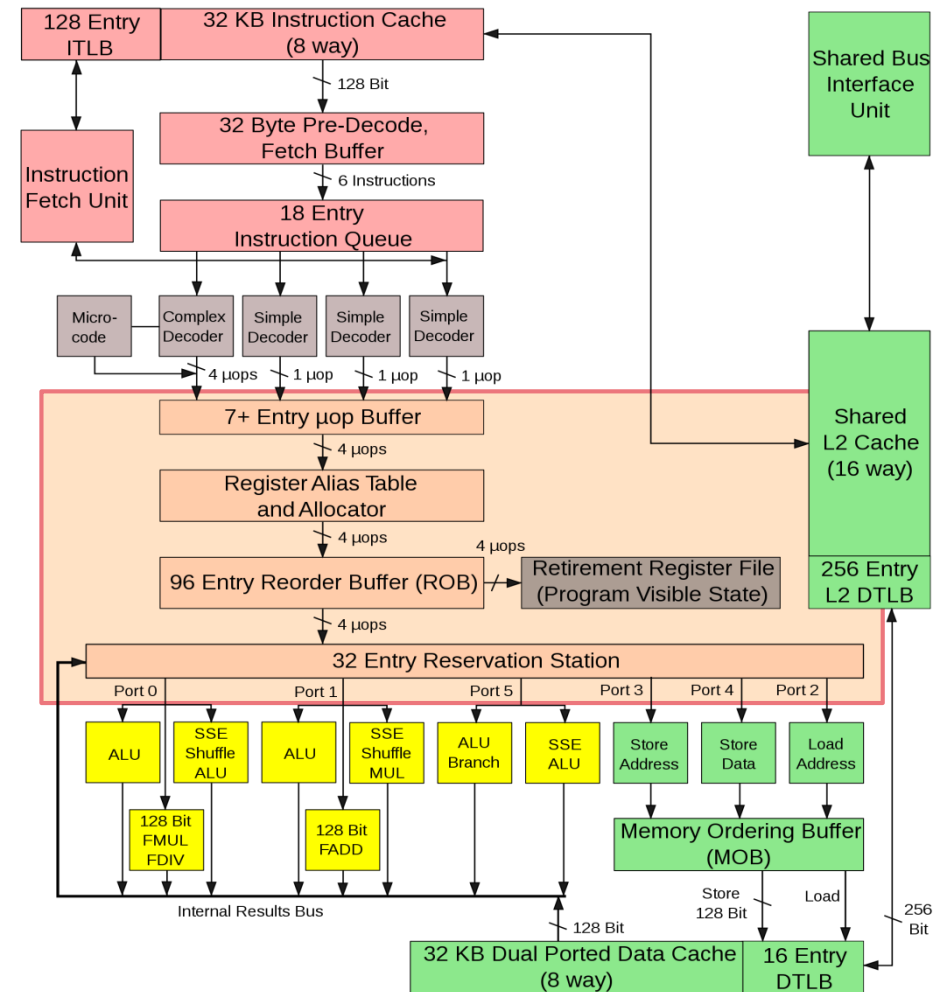 128 Entry
ITLB
32 KB Instruction Cache
(8 way)
Shared Bus
Interface
Unit
128 Bit
32 Byte Pre-Decode,
Fetch Buffer
Instruction
Fetch Unit
6 Instructions
18 Entry
Instruction Queue
Micro-
code
Complex
Decoder
Simple
Decoder
Simple
Decoder
Simple
Decoder
4 µops
1 µop
1 µop
1 µop
7+ Entry µop Buffer
4 µops
Register Alias Table
and Allocator
4 µops
Shared
L2 Cache
(16 way)
256 Entry
L2 DTLB
96 Entry Reorder Buffer (ROB)
4 µops
Retirement Register File
(Program Visible State)
4 µops
32 Entry Reservation Station
Port 0
Port 1
Port 5
Port 3
Port 4
Port 2
ALU
SSE
Shuffle
ALU
ALU
SSE
Shuffle
MUL
ALU
Branch
SSE
ALU
Store
Address
Store
Data
Load
Address
128 Bit
FMUL
FDIV
128 Bit
FADD
Memory Ordering Buffer
(MOB)
Internal Results Bus
Store
128 Bit
Load
128 Bit
256
Bit
32 KB Dual Ported Data Cache
(8 way)
16 Entry
DTLB